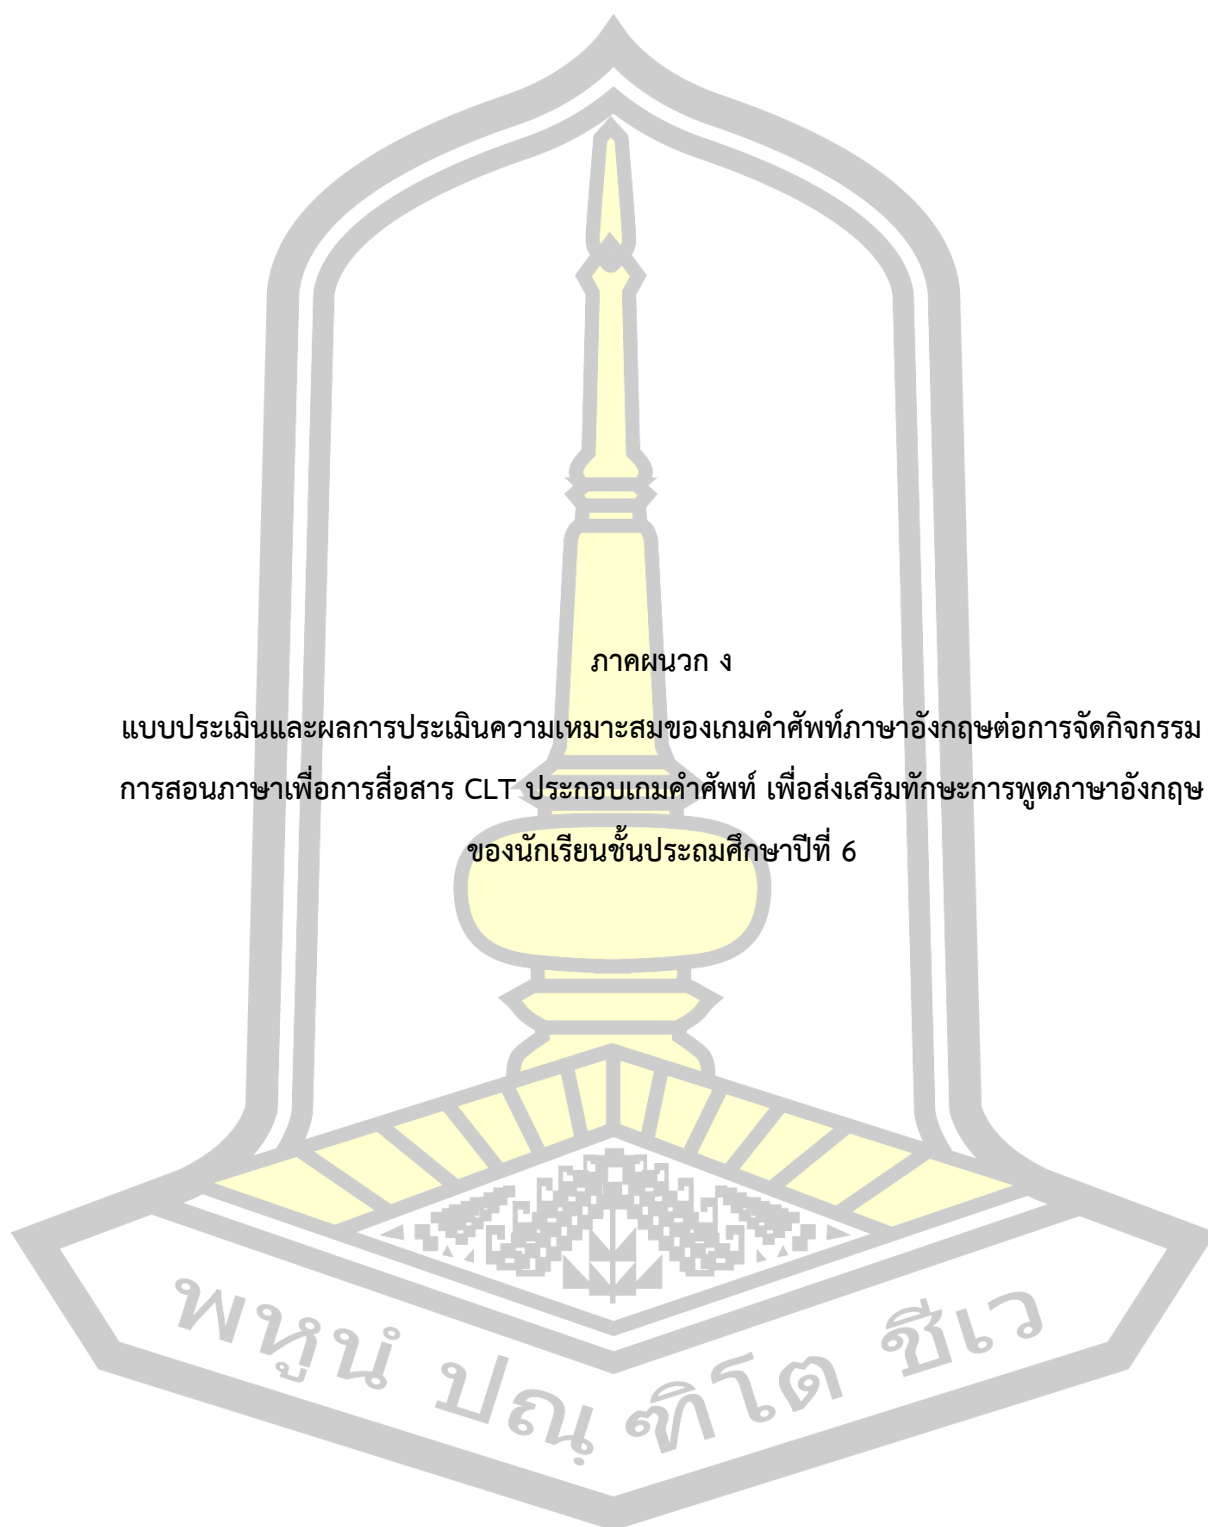 ภาคผนวก ง
แบบประเมินและผลการประเมินความเหมาะสมของเกมคำศัพท์ภาษาอังกฤษต่อการจัดกิจกรรม
การสอนภาษาเพื่อการสื่อสาร CLT ประกอบเกมคำศัพท์ เพื่อส่งเสริมทักษะการพูดภาษาอังกฤษ
ของนักเรียนชั้นประถมศึกษาปีที่ 6
พหูนํ ปณฺฑิโต ชีเว